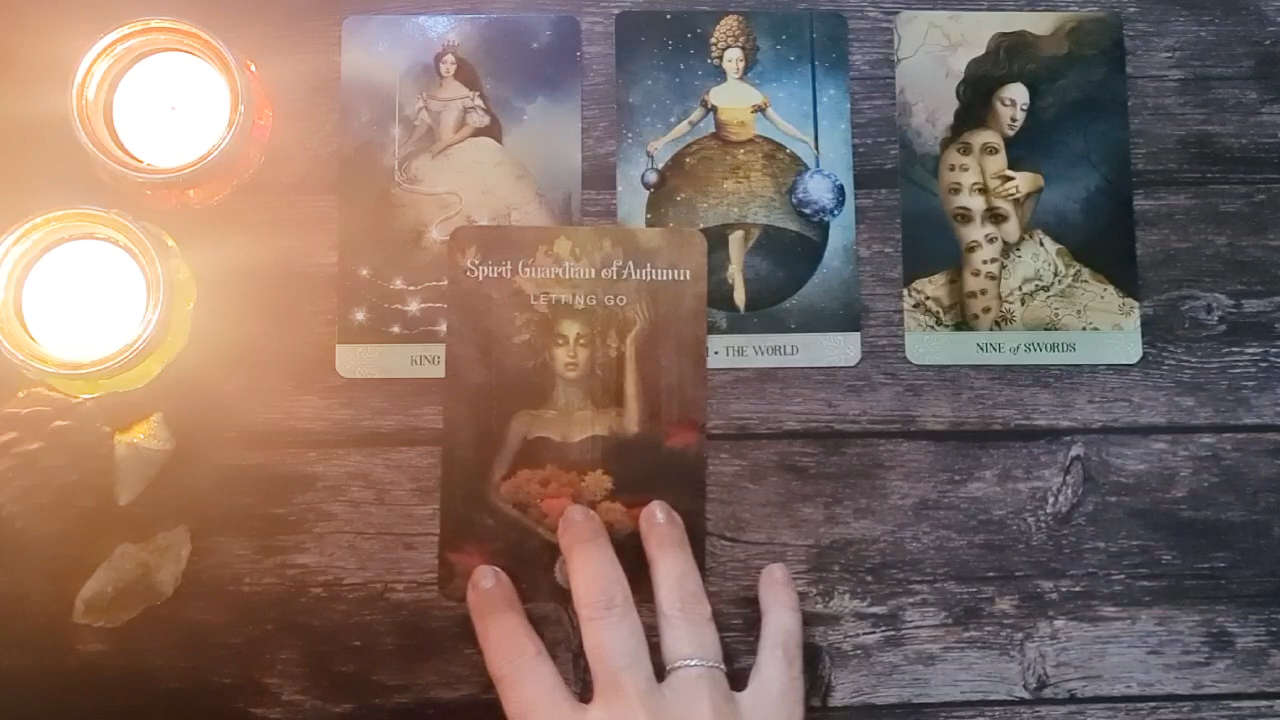 KING
• THE WORLD
NINE of SWORDS
Spirit Guardian of Autumn
LETTING GO